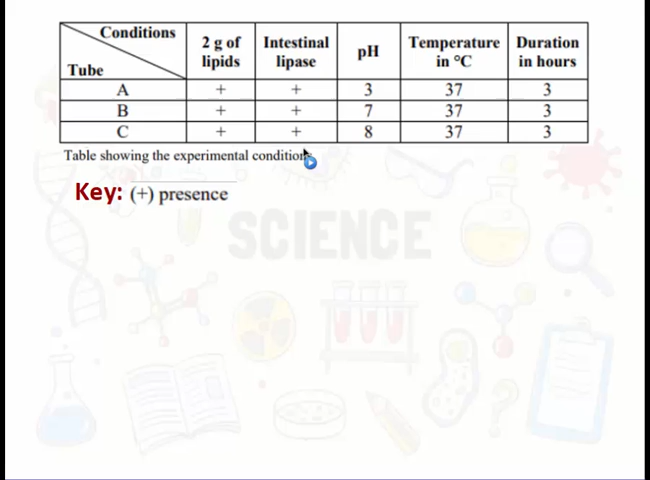 Conditions
Tube
2 g of lipids
Intestinal lipase
pH
Temperature in °C
Duration in hours
A + + 3 37 3
B + + 7 37 3
C + + 8 37 3
Table showing the experimental conditions
Key: (+) presence
SCIENCE